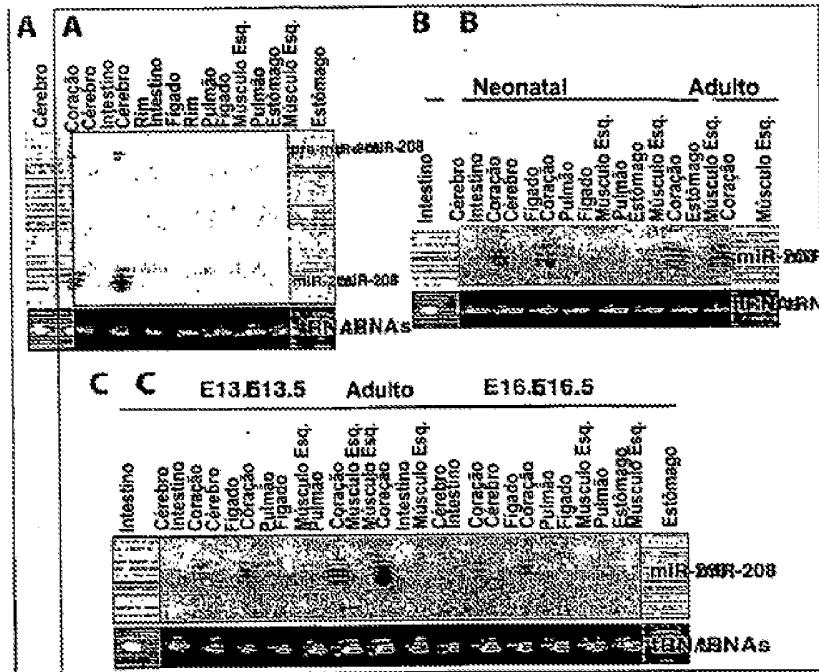 A A
Cérebro
Coração
Cérebro
Intestino
Cérebro
Rim
Intestino
Fígado
Rim
Pulmão
Fígado
Músculo Esq.
Pulmão
Estômago
Músculo Esq.
Estômago
miR-208
tRNAs
B B
Neonatal Adulto
Intestino
Cérebro
Intestino
Coração
Cérebro
Fígado
Coração
Pulmão
Fígado
Músculo Esq.
Pulmão
Estômago
Músculo Esq.
Coração
Estômago
Músculo Esq.
Coração
Músculo Esq.
C C
E13.5 Adulto E16.5
Intestino
Cérebro
Intestino
Coração
Cérebro
Fígado
Coração
Pulmão
Fígado
Músculo Esq.
Pulmão
Coração
Músculo Esq.
Músculo Esq.
Coração
Intestino
Músculo Esq.
Cérebro
Intestino
Coração
Cérebro
Fígado
Coração
Pulmão
Fígado
Músculo Esq.
Pulmão
Estômago
Músculo Esq.
Estômago
miR-208
tRNAs